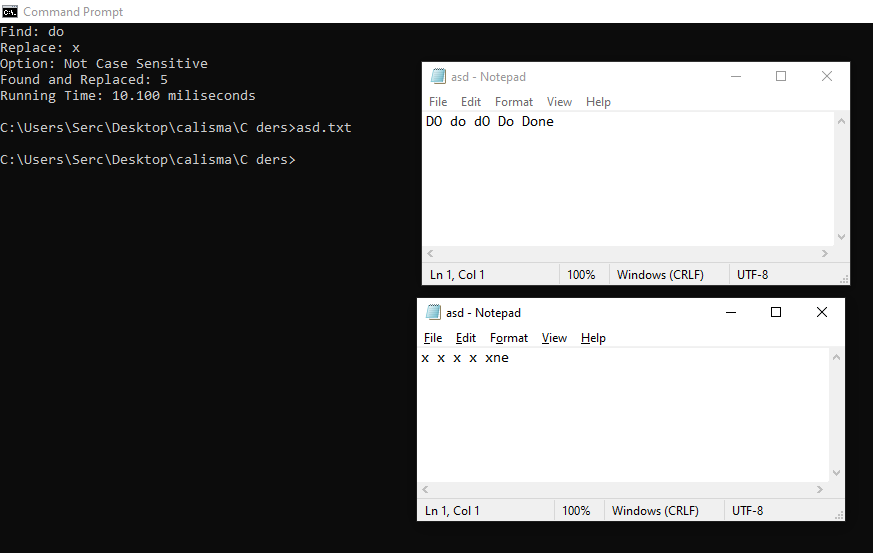 Command Prompt
Find: do
Replace: x
Option: Not Case Sensitive
Found and Replaced: 5
Running Time: 10.100 miliseconds
C:\Users\Serc\Desktop\calisma\C ders>asd.txt
C:\Users\Serc\Desktop\calisma\C ders>
asd - Notepad
File Edit Format View Help
DO do dO Do Done
Ln 1, Col 1 100% Windows (CRLF) UTF-8
asd - Notepad
File Edit Format View Help
x x x x xne
Ln 1, Col 1 100% Windows (CRLF) UTF-8